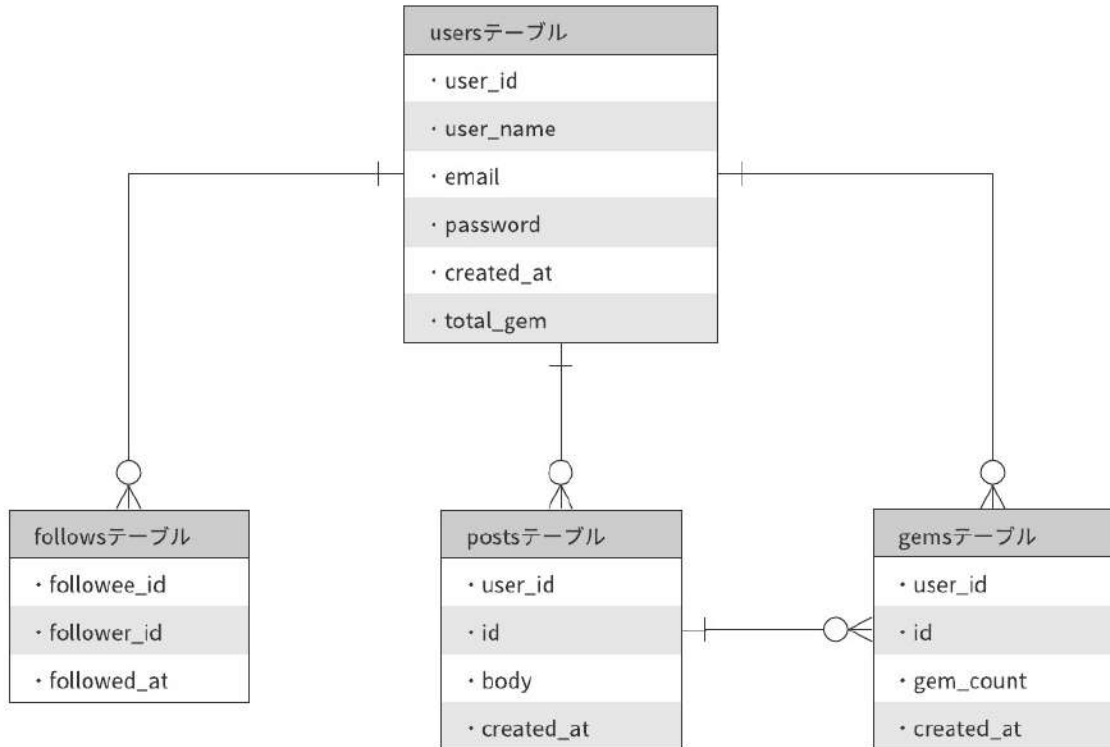 usersテーブル
・user_id
・user_name
・email
・password
・created_at
・total_gem
followsテーブル
・followee_id
・follower_id
・followed_at
postsテーブル
・user_id
・id
・body
・created_at
gemsテーブル
・user_id
・id
・gem_count
・created_at